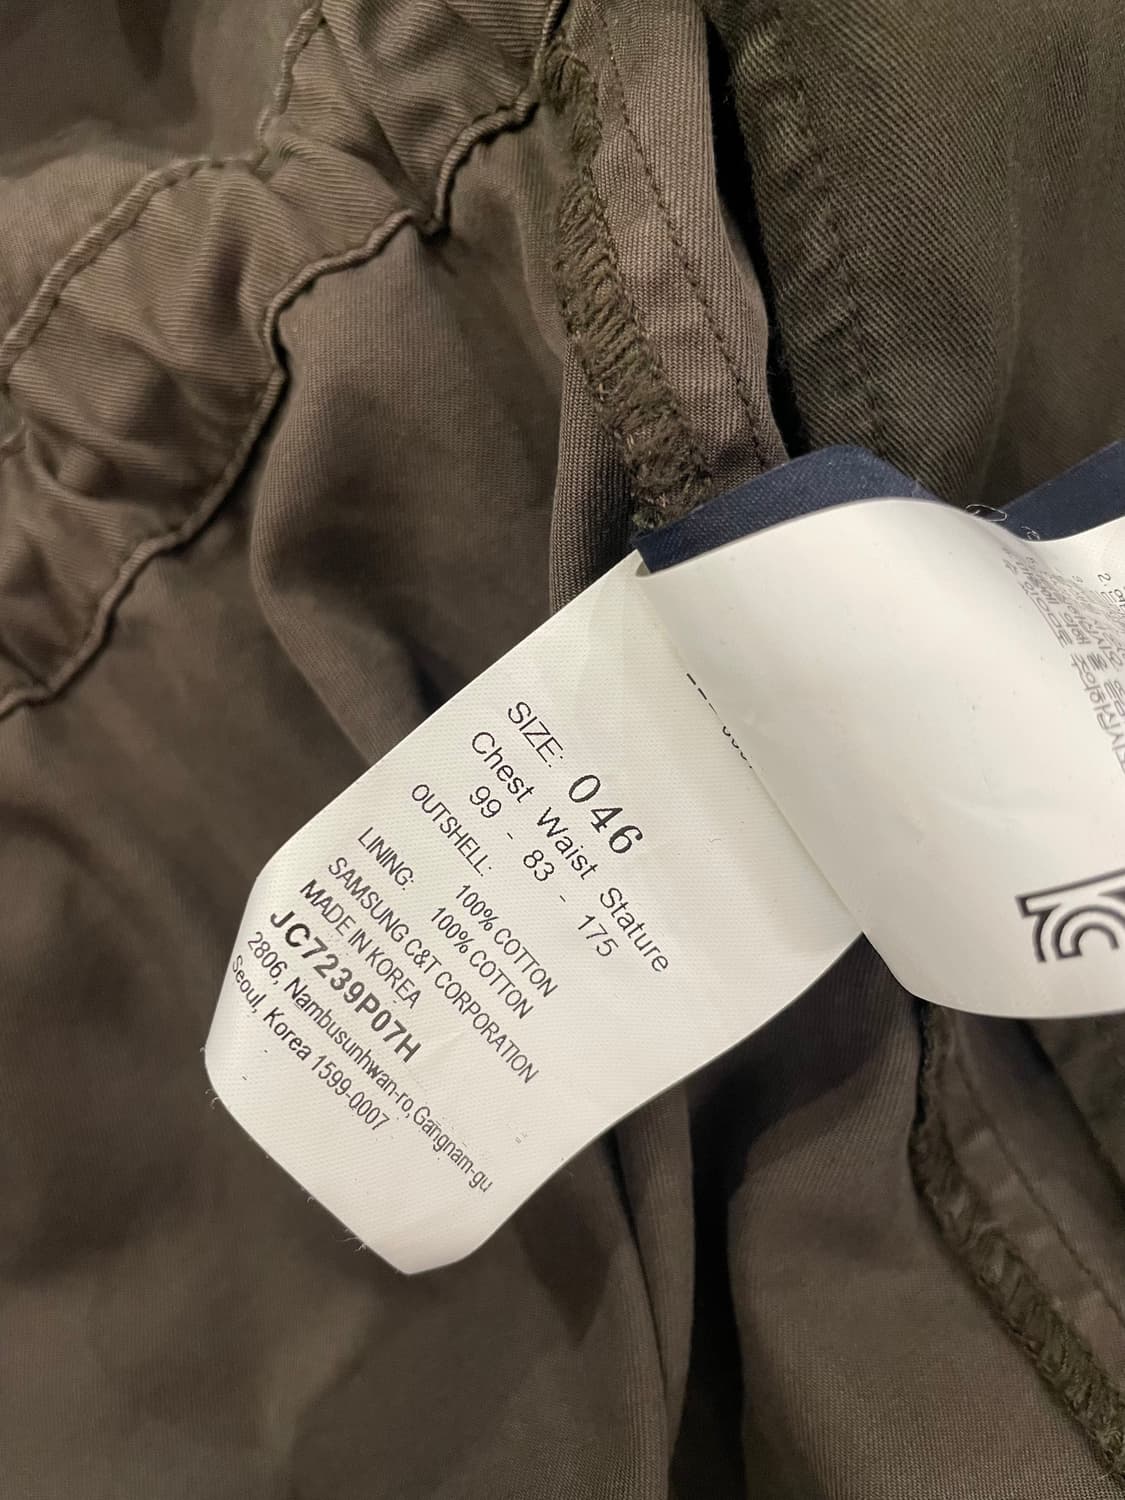 SIZE: 046
Chest Waist Stature
99 - 83 - 175
OUTSHELL: 100% COTTON
LINING: 100% COTTON
SAMSUNG C&T CORPORATION
MADE IN KOREA
JC7239P07H
2806, Nambusunhwan-ro, Gangnam-gu
Seoul, Korea 1599-0007